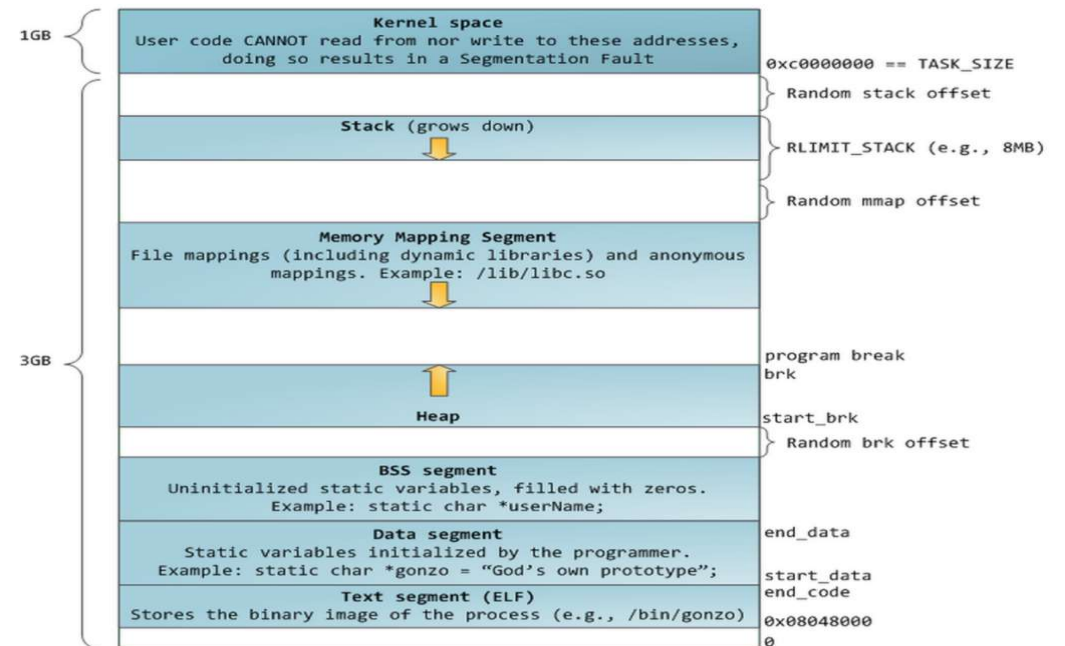 1GB
Kernel space
User code CANNOT read from nor write to these addresses,
doing so results in a Segmentation Fault
0xc0000000 == TASK_SIZE
Random stack offset
Stack (grows down)
RLIMIT_STACK (e.g., 8MB)
Random mmap offset
Memory Mapping Segment
File mappings (including dynamic libraries) and anonymous
mappings. Example: /lib/libc.so
3GB
program break
brk
Heap
start_brk
Random brk offset
BSS segment
Uninitialized static variables, filled with zeros.
Example: static char *userName;
end_data
Data segment
Static variables initialized by the programmer.
Example: static char *gonzo = “God’s own prototype”;
start_data
end_code
Text segment (ELF)
Stores the binary image of the process (e.g., /bin/gonzo)
0x08048000
0